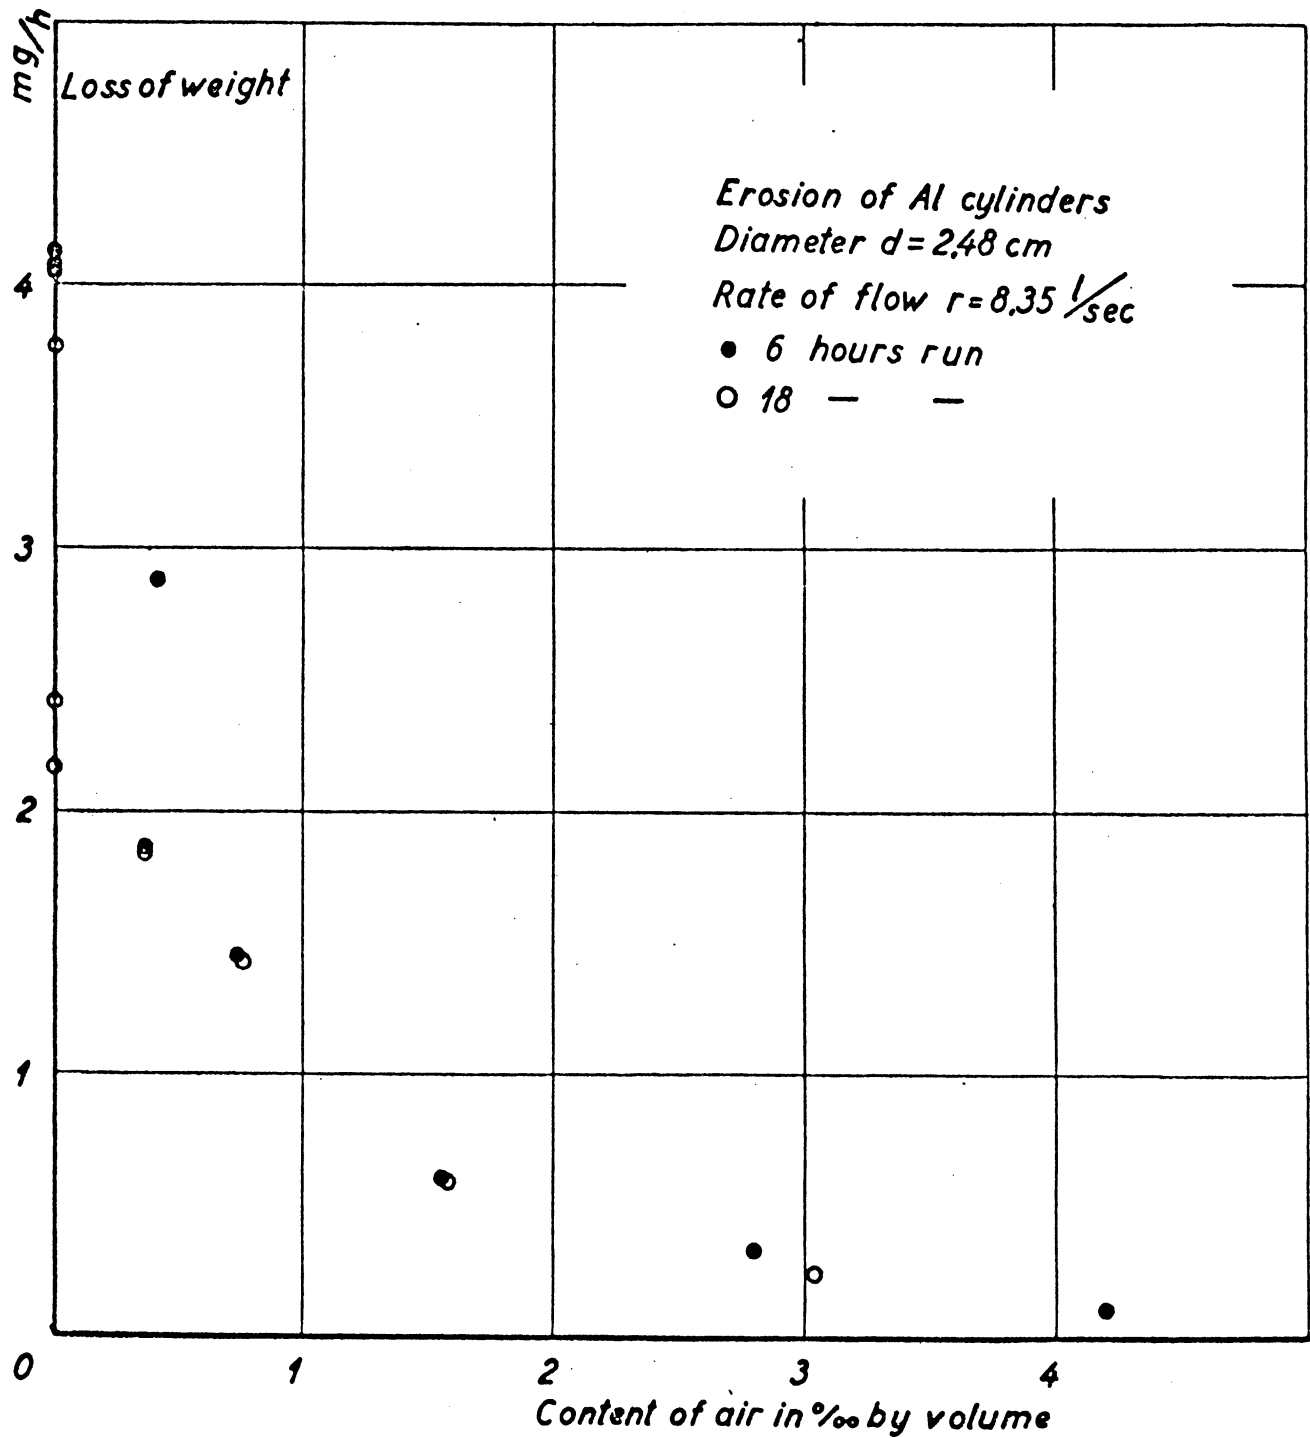 mg/h
Loss of weight
Erosion of Al cylinders
Diameter d=2,48 cm
Rate of flow r=8,35 l/sec
● 6 hours run
○ 18 — —
4
3
2
1
0 1 2 3 4
Content of air in ‰ by volume